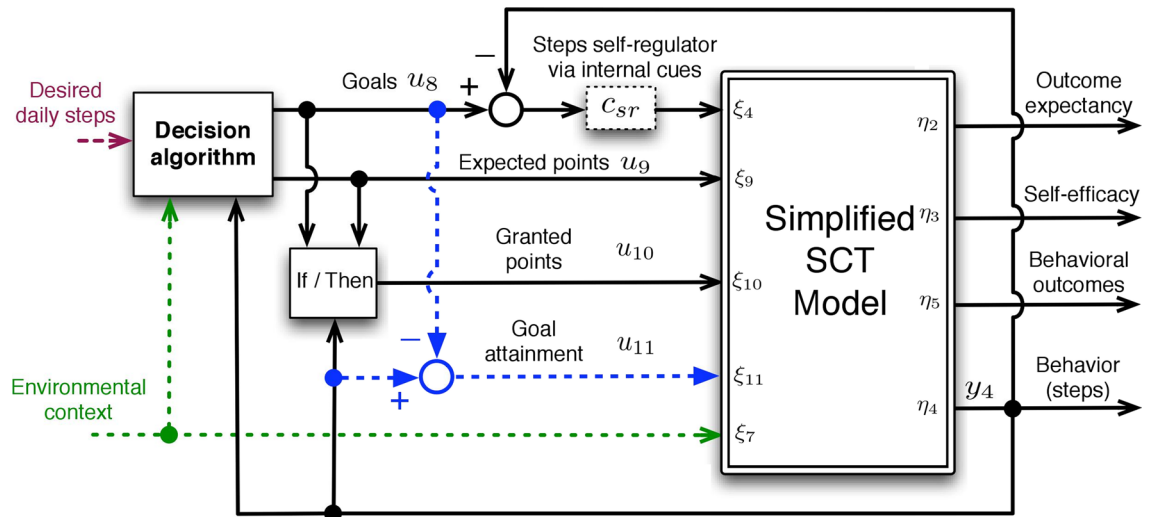 Steps self-regulator
via internal cues
Goals u₈
+
−
c_sr
ξ₄
Desired
daily steps
Decision
algorithm
Expected points u₉
ξ₉
If / Then
Granted
points
u₁₀
ξ₁₀
−
+
Goal
attainment
u₁₁
ξ₁₁
Environmental
context
ξ₇
Simplified
SCT
Model
η₂
Outcome
expectancy
η₃
Self-efficacy
η₅
Behavioral
outcomes
η₄
y₄
Behavior
(steps)